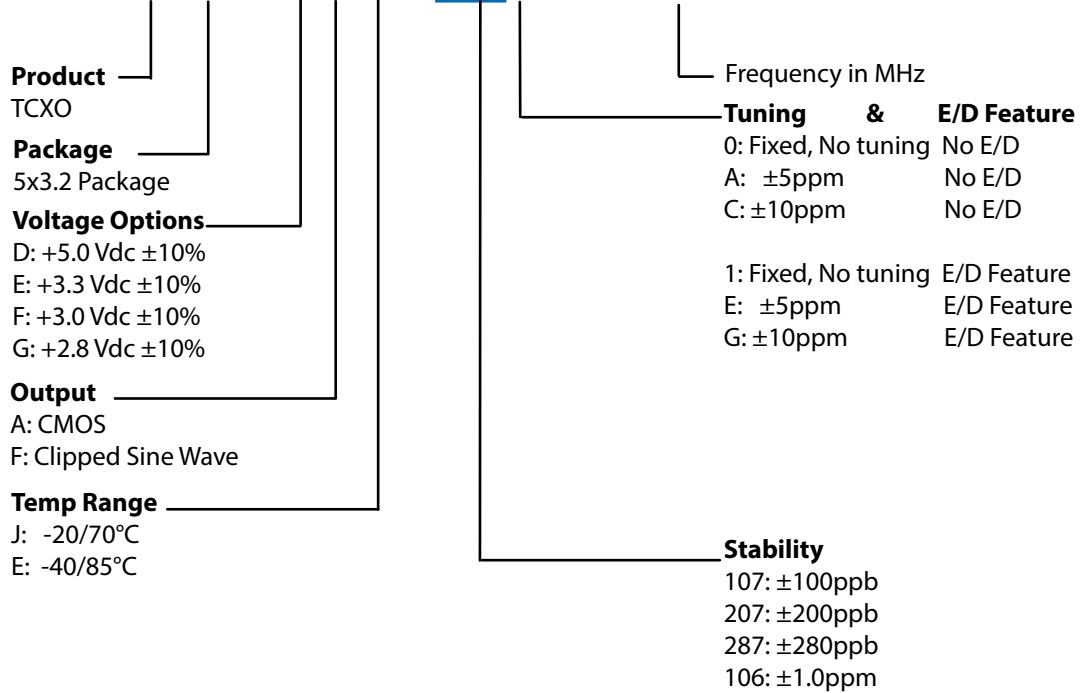 Product
TCXO
Package
5x3.2 Package
Voltage Options
D: +5.0 Vdc ±10%
E: +3.3 Vdc ±10%
F: +3.0 Vdc ±10%
G: +2.8 Vdc ±10%
Output
A: CMOS
F: Clipped Sine Wave
Temp Range
J: -20/70°C
E: -40/85°C
Frequency in MHz
Tuning & E/D Feature
0: Fixed, No tuning No E/D
A: ±5ppm No E/D
C: ±10ppm No E/D
1: Fixed, No tuning E/D Feature
E: ±5ppm E/D Feature
G: ±10ppm E/D Feature
Stability
107: ±100ppb
207: ±200ppb
287: ±280ppb
106: ±1.0ppm